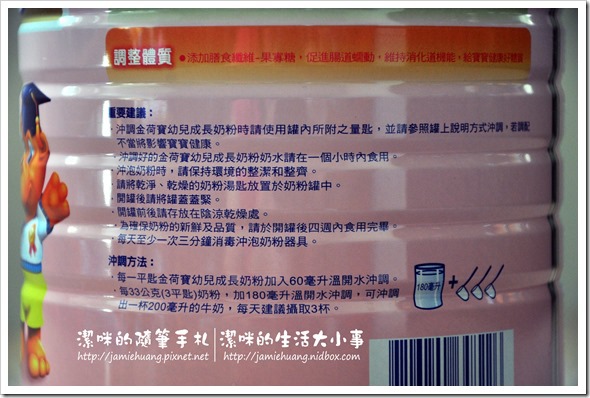 調整體質
•添加膳食纖維-果寡糖，促進腸道蠕動，維持消化道機能，給寶寶健康好體質
重要建議：
•沖調金荷寶幼兒成長奶粉時請使用罐內所附之量匙，並請參照罐上說明方式沖調，若調配
不當將影響寶寶健康。
•沖調好的金荷寶幼兒成長奶粉奶水請在一個小時內食用。
•沖泡奶粉時，請保持環境的整潔和整齊。
•請將乾淨、乾燥的奶粉湯匙放置於奶粉罐中。
•開罐後請將罐蓋蓋緊。
•開罐前後請存放在陰涼乾燥處。
•為確保奶粉的新鮮及品質，請於開罐後四週內食用完畢。
•每天至少一次三分鐘消毒沖泡奶粉器具。
沖調方法：
•每一平匙金荷寶幼兒成長奶粉加入60毫升溫開水沖調。
•每33公克(3平匙)奶粉，加180毫升溫開水沖調，可沖調
出一杯200毫升的牛奶，每天建議攝取3杯。
180毫升
潔咪的隨筆手札|潔咪的生活大小事
http://jamiehuang.pixnet.net http://jamiehuang.nidbox.com